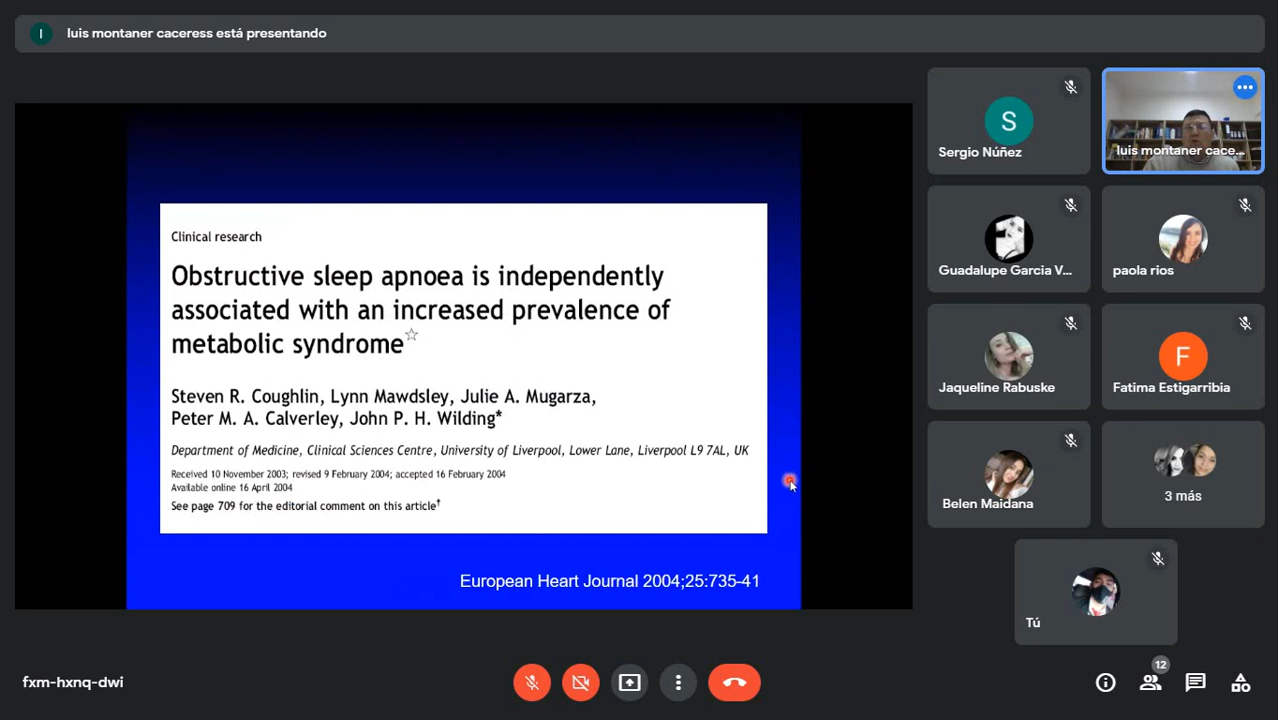 I
luis montaner caceress está presentando
Clinical research
Obstructive sleep apnoea is independently
associated with an increased prevalence of
metabolic syndrome☆
Steven R. Coughlin, Lynn Mawdsley, Julie A. Mugarza,
Peter M. A. Calverley, John P. H. Wilding*
Department of Medicine, Clinical Sciences Centre, University of Liverpool, Lower Lane, Liverpool L9 7AL, UK
Received 10 November 2003; revised 9 February 2004; accepted 16 February 2004
Available online 16 April 2004
See page 709 for the editorial comment on this article†
European Heart Journal 2004;25:735-41
S
Sergio Núñez
luis montaner cace...
Guadalupe Garcia V...
paola rios
Jaqueline Rabuske
F
Fatima Estigarribia
Belen Maidana
3 más
Tú
fxm-hxnq-dwi
12